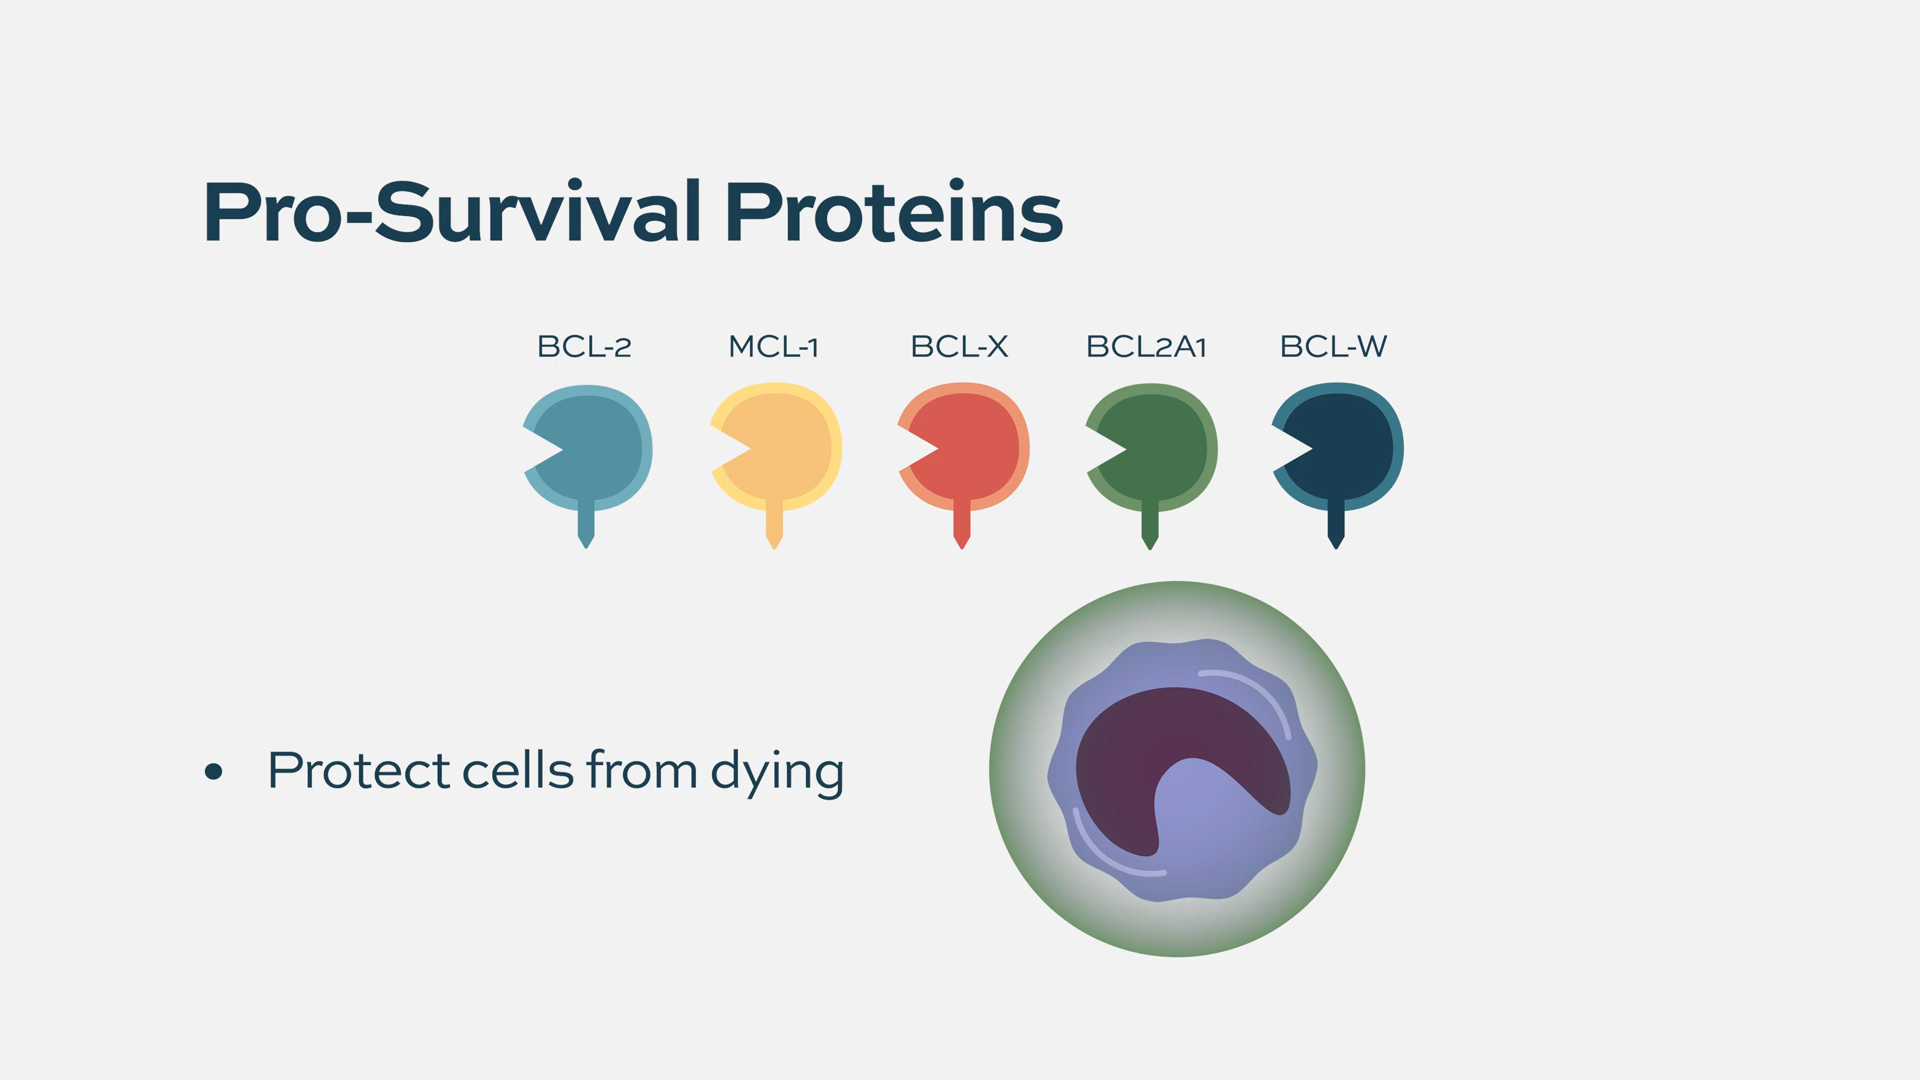 Pro-Survival Proteins
BCL-2 MCL-1 BCL-X BCL2A1 BCL-W
• Protect cells from dying